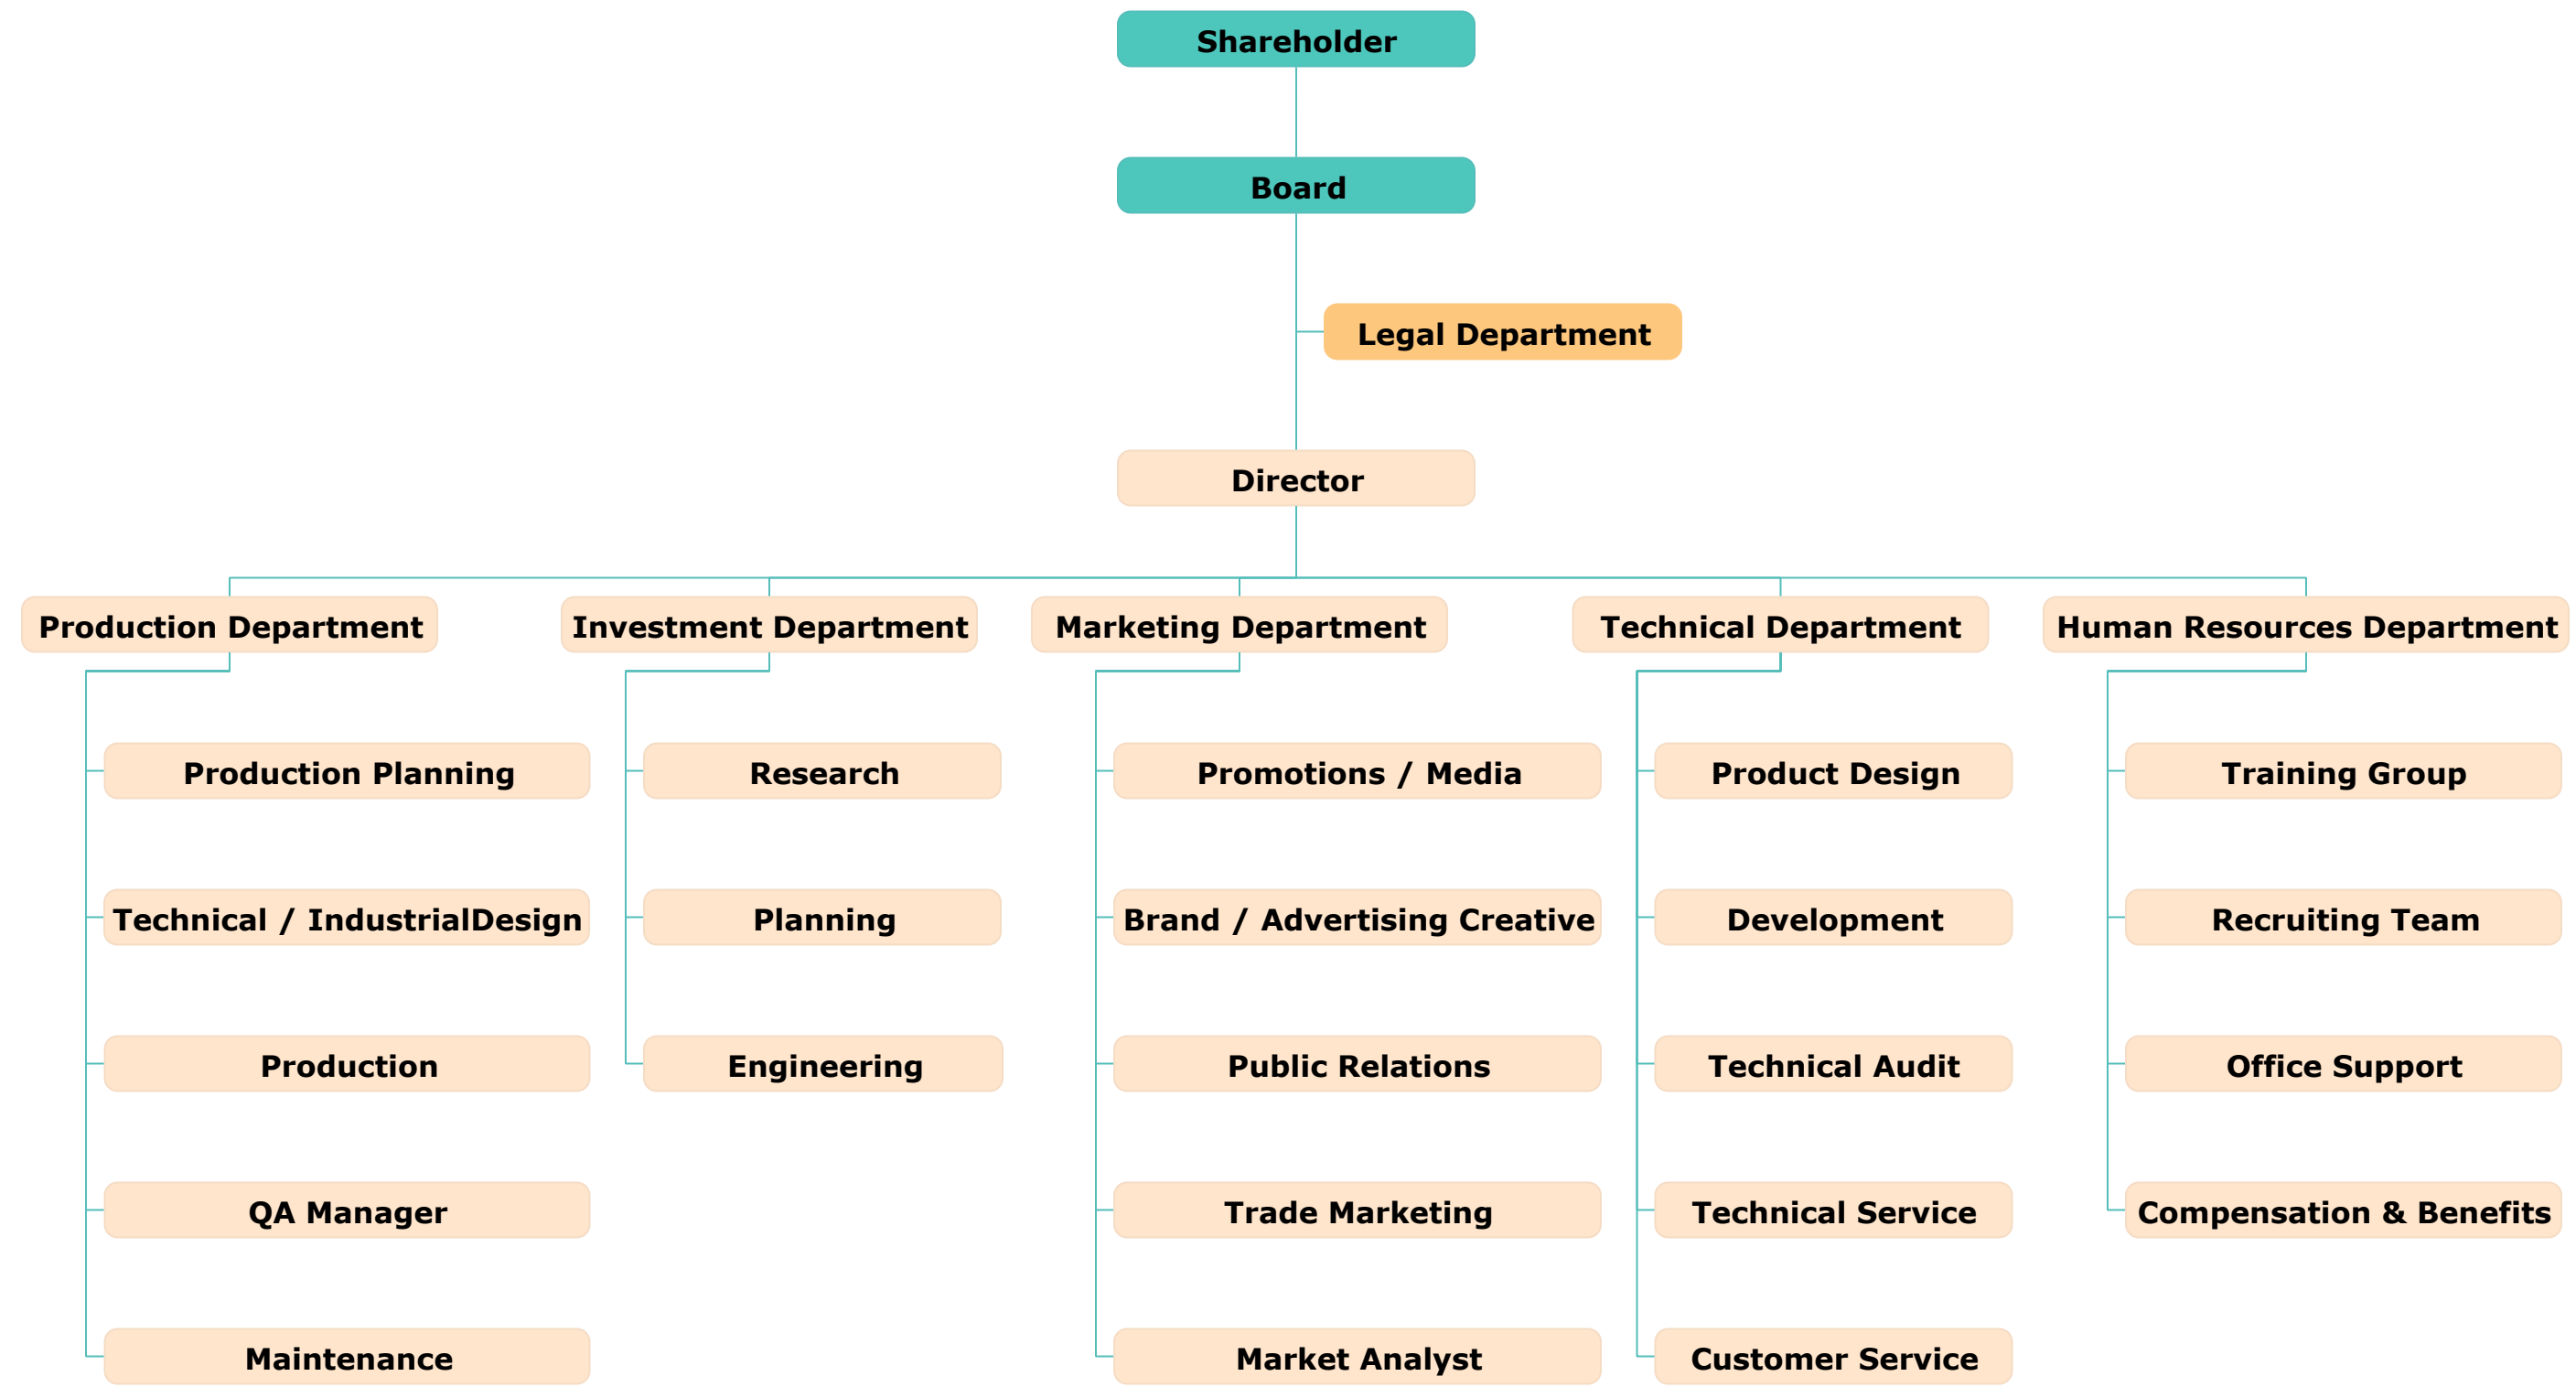 Shareholder
Board
Legal Department
Director
Production Department
Investment Department
Marketing Department
Technical Department
Human Resources Department
Production Planning
Research
Promotions / Media
Product Design
Training Group
Technical / IndustrialDesign
Planning
Brand / Advertising Creative
Development
Recruiting Team
Production
Engineering
Public Relations
Technical Audit
Office Support
QA Manager
Trade Marketing
Technical Service
Compensation & Benefits
Maintenance
Market Analyst
Customer Service